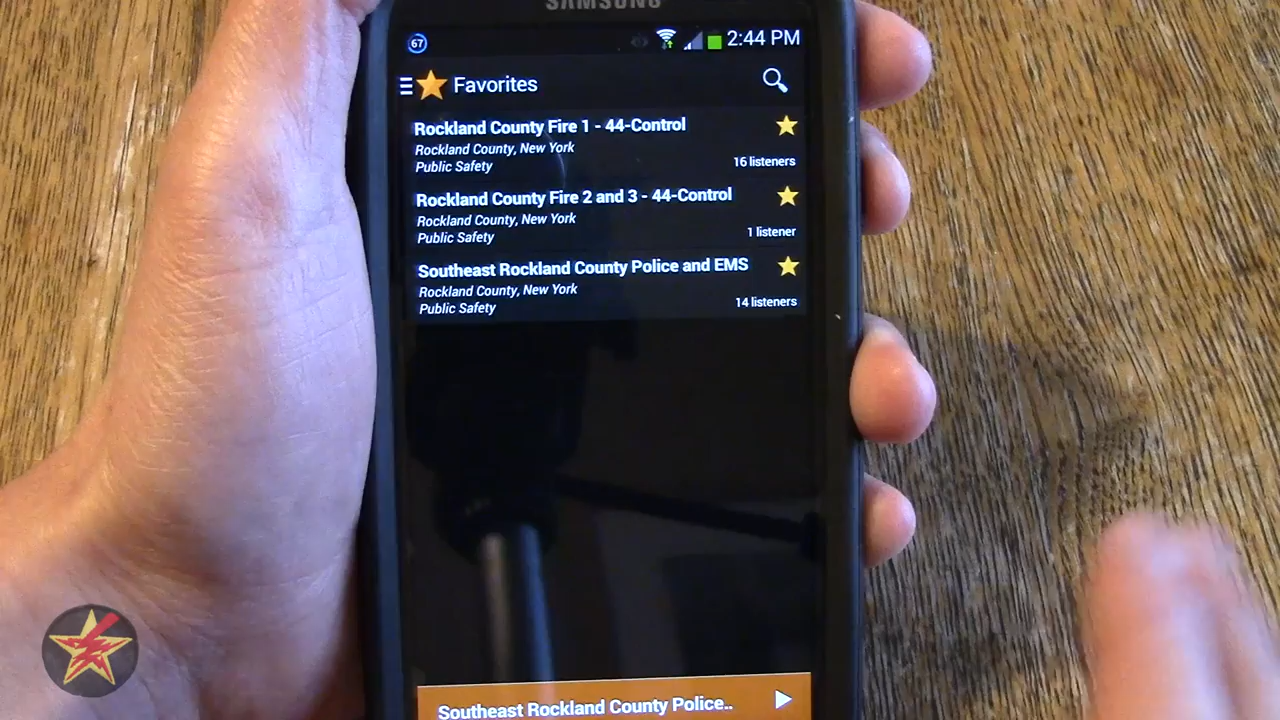 SAMSUNG
67
2:44 PM
Favorites
Rockland County Fire 1 - 44-Control
Rockland County, New York
Public Safety
16 listeners
Rockland County Fire 2 and 3 - 44-Control
Rockland County, New York
Public Safety
1 listener
Southeast Rockland County Police and EMS
Rockland County, New York
Public Safety
14 listeners
Southeast Rockland County Police..